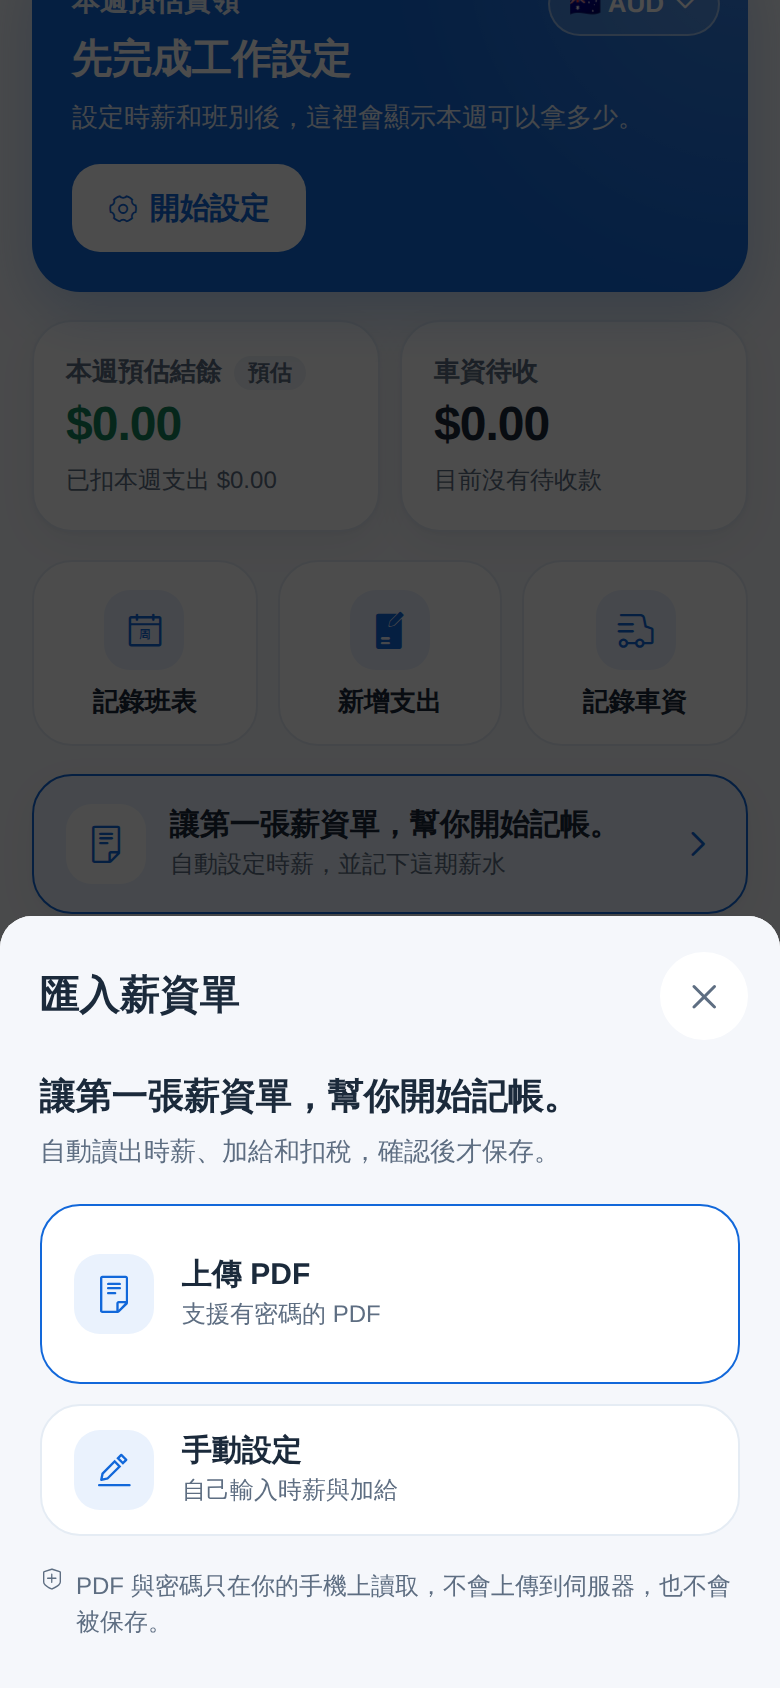 本週預估實領
AUD
先完成工作設定
設定時薪和班別後，這裡會顯示本週可以拿多少。
開始設定
本週預估結餘 預估
$0.00
已扣本週支出 $0.00
車資待收
$0.00
目前沒有待收款
周
記錄班表
新增支出
記錄車資
讓第一張薪資單，幫你開始記帳。
自動設定時薪，並記下這期薪水
匯入薪資單
讓第一張薪資單，幫你開始記帳。
自動讀出時薪、加給和扣稅，確認後才保存。
上傳 PDF
支援有密碼的 PDF
手動設定
自己輸入時薪與加給
PDF 與密碼只在你的手機上讀取，不會上傳到伺服器，也不會
被保存。